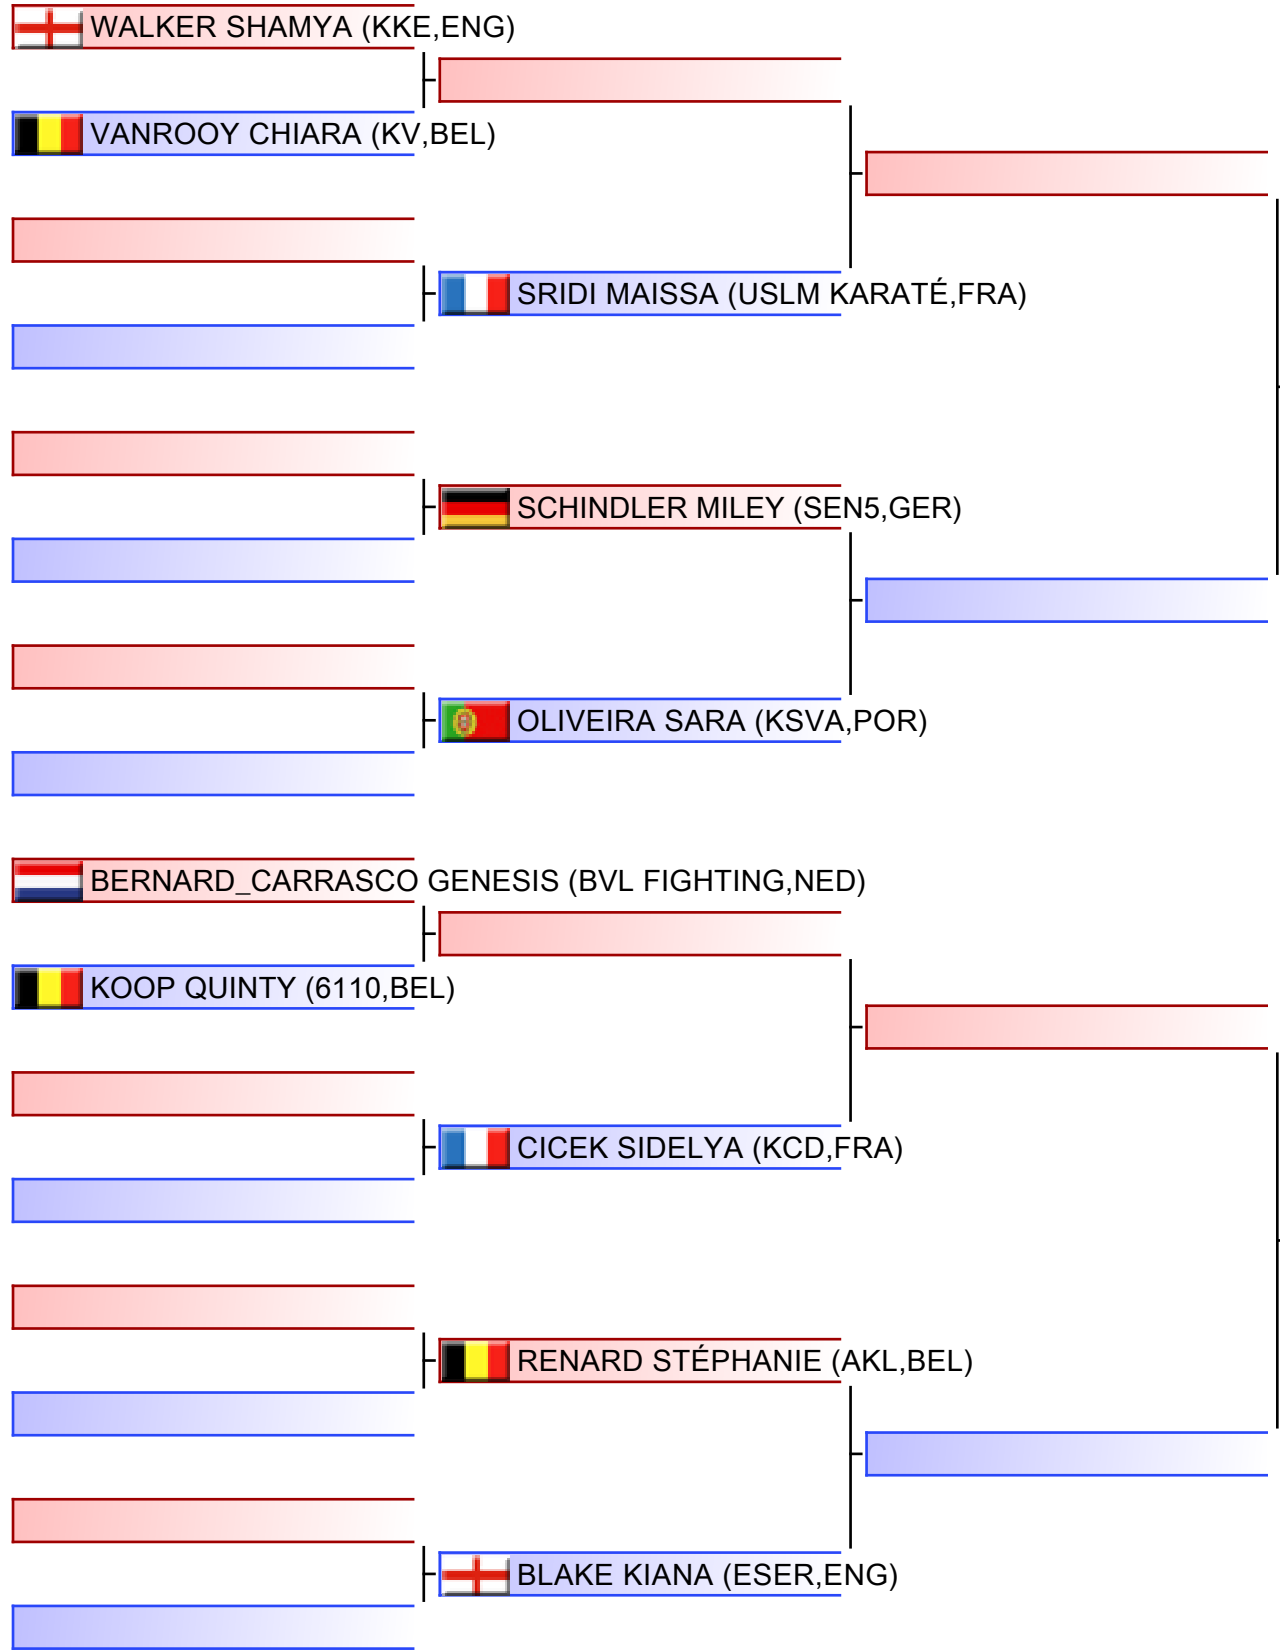 WALKER SHAMYA (KKE,ENG)
VANROOY CHIARA (KV,BEL)
SRIDI MAISSA (USLM KARATÉ,FRA)
SCHINDLER MILEY (SEN5,GER)
OLIVEIRA SARA (KSVA,POR)
BERNARD_CARRASCO GENESIS (BVL FIGHTING,NED)
KOOP QUINTY (6110,BEL)
CICEK SIDELYA (KCD,FRA)
RENARD STÉPHANIE (AKL,BEL)
BLAKE KIANA (ESER,ENG)